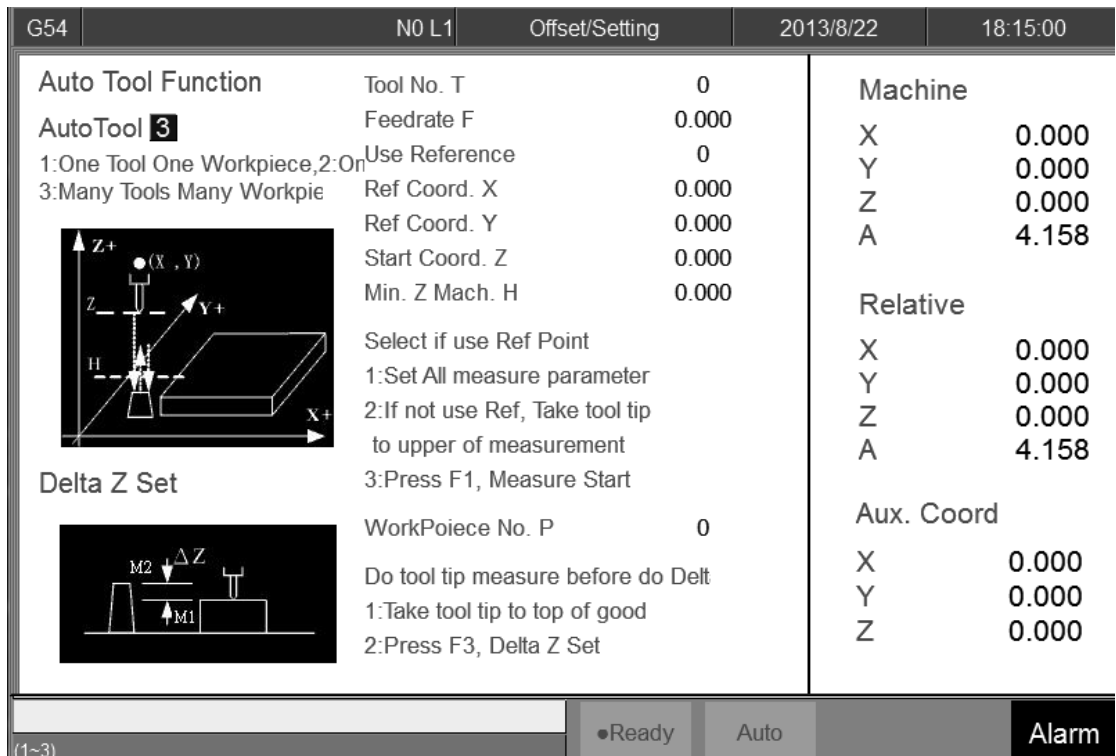 G54 N0 L1 Offset/Setting 2013/8/22 18:15:00
Auto Tool Function
AutoTool 3
1:One Tool One Workpiece,2:On
3:Many Tools Many Workpie
Z+
(X , Y)
Z
Y+
H
X+
Delta Z Set
M2 ΔZ
M1
Tool No. T 0
Feedrate F 0.000
Use Reference 0
Ref Coord. X 0.000
Ref Coord. Y 0.000
Start Coord. Z 0.000
Min. Z Mach. H 0.000
Select if use Ref Point
1:Set All measure parameter
2:If not use Ref, Take tool tip
to upper of measurement
3:Press F1, Measure Start
WorkPoiece No. P 0
Do tool tip measure before do Delt
1:Take tool tip to top of good
2:Press F3, Delta Z Set
Machine
X 0.000
Y 0.000
Z 0.000
A 4.158
Relative
X 0.000
Y 0.000
Z 0.000
A 4.158
Aux. Coord
X 0.000
Y 0.000
Z 0.000
●Ready Auto Alarm
(1~3)